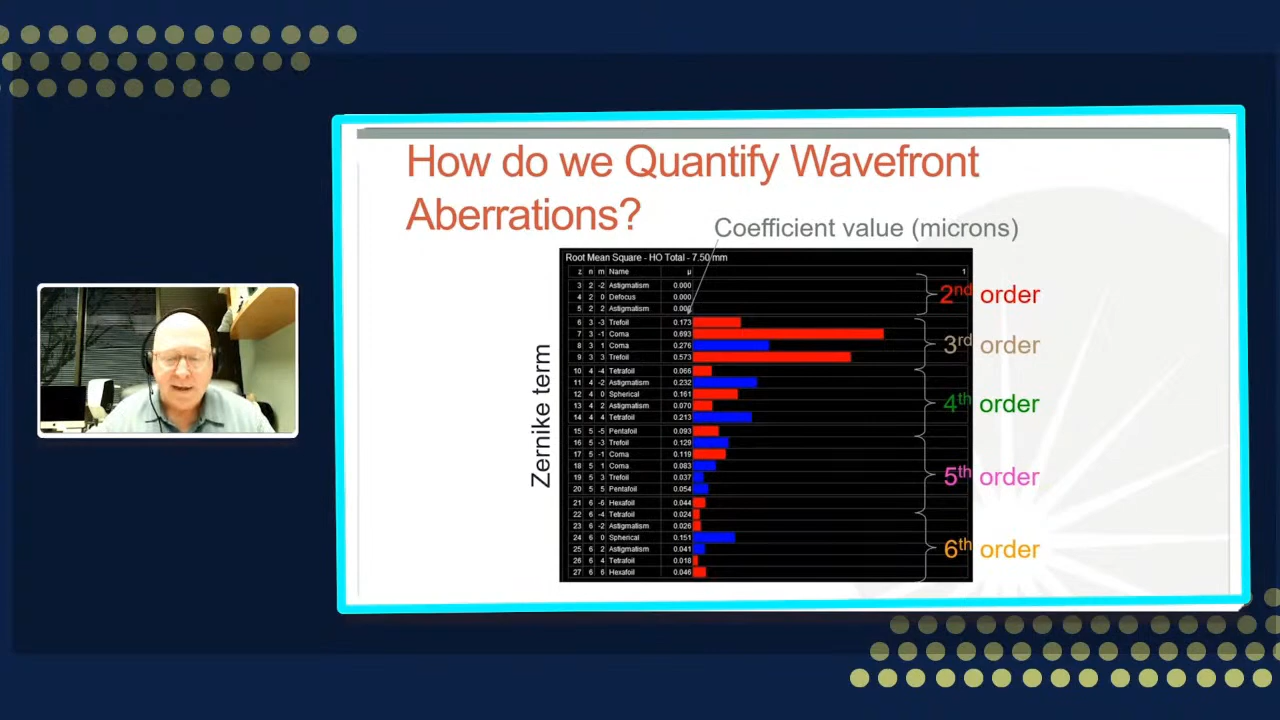 How do we Quantify Wavefront
Aberrations?
Coefficient value (microns)
Root Mean Square - HO Total - 7.50 mm
z n m Name µ 1
3 2 -2 Astigmatism 0.000
4 2 0 Defocus 0.000
5 2 2 Astigmatism 0.000
2nd order
6 3 -3 Trefoil 0.173
7 3 -1 Coma 0.693
8 3 1 Coma 0.276
9 3 3 Trefoil 0.573
3rd order
10 4 -4 Tetrafoil 0.066
11 4 -2 Astigmatism 0.232
12 4 0 Spherical 0.161
13 4 2 Astigmatism 0.070
14 4 4 Tetrafoil 0.213
4th order
15 5 -5 Pentafoil 0.093
16 5 -3 Trefoil 0.129
17 5 -1 Coma 0.119
18 5 1 Coma 0.083
19 5 3 Trefoil 0.037
20 5 5 Pentafoil 0.054
5th order
21 6 -6 Hexafoil 0.044
22 6 -4 Tetrafoil 0.024
23 6 -2 Astigmatism 0.026
24 6 0 Spherical 0.151
25 6 2 Astigmatism 0.041
26 6 4 Tetrafoil 0.018
27 6 6 Hexafoil 0.046
6th order
Zernike term